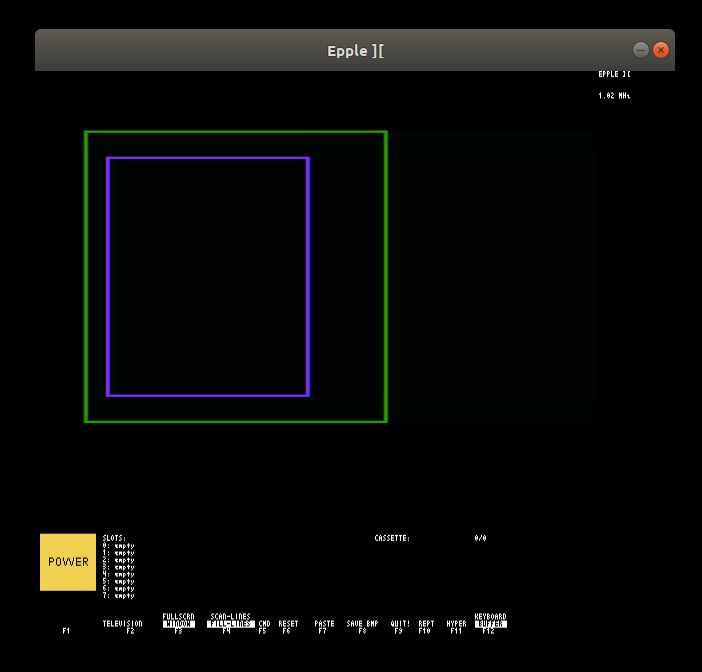 Epple ][
EPPLE ][
1.02 MHz
POWER
SLOTS:
0: empty
1: empty
2: empty
3: empty
4: empty
5: empty
6: empty
7: empty
CASSETTE: 0/0
FULLSCRN SCAN-LINES KEYBOARD
TELEVISION WINDOW FILL-LINES CMD RESET PASTE SAVE BMP QUIT! REPT HYPER BUFFER
F1 F2 F3 F4 F5 F6 F7 F8 F9 F10 F11 F12